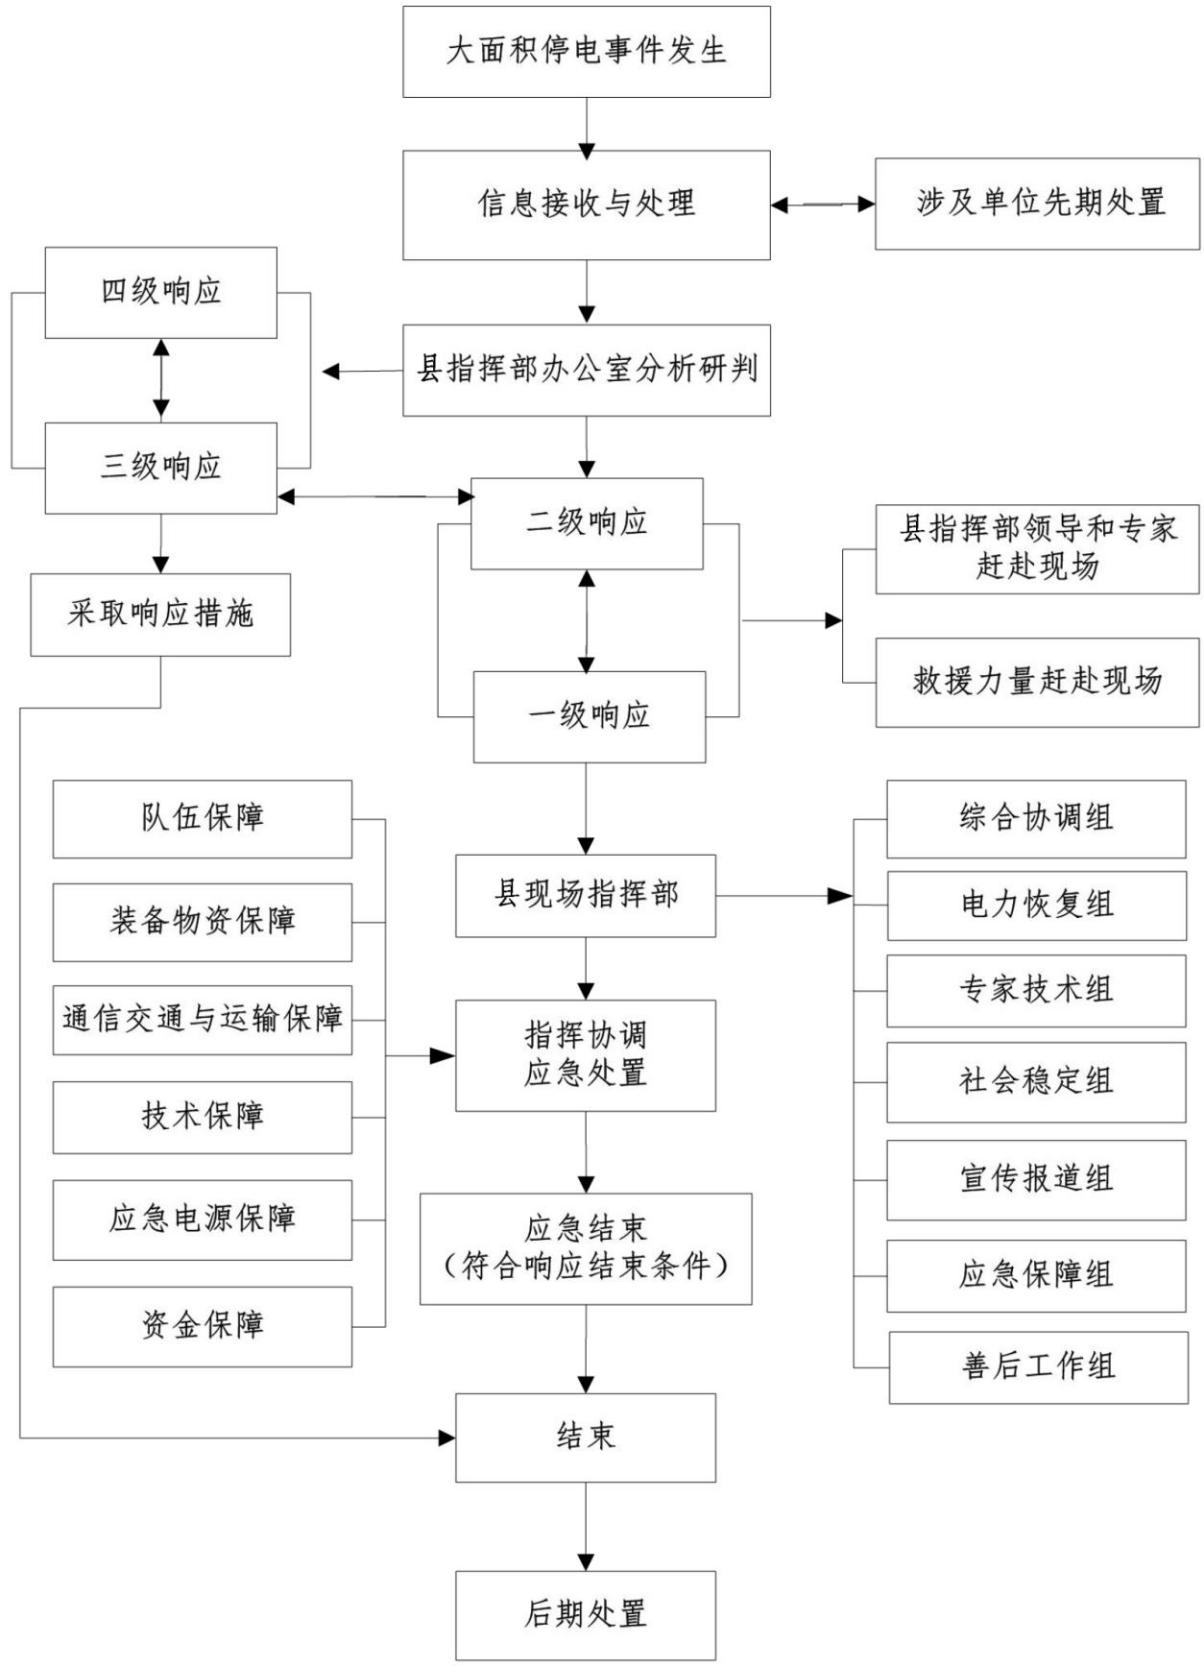 大面积停电事件发生
信息接收与处理
涉及单位先期处置
四级响应
县指挥部办公室分析研判
三级响应
二级响应
县指挥部领导和专家
赶赴现场
采取响应措施
救援力量赶赴现场
一级响应
队伍保障
综合协调组
县现场指挥部
电力恢复组
装备物资保障
专家技术组
通信交通与运输保障
指挥协调
应急处置
社会稳定组
技术保障
宣传报道组
应急电源保障
应急结束
（符合响应结束条件）
应急保障组
资金保障
善后工作组
结束
后期处置